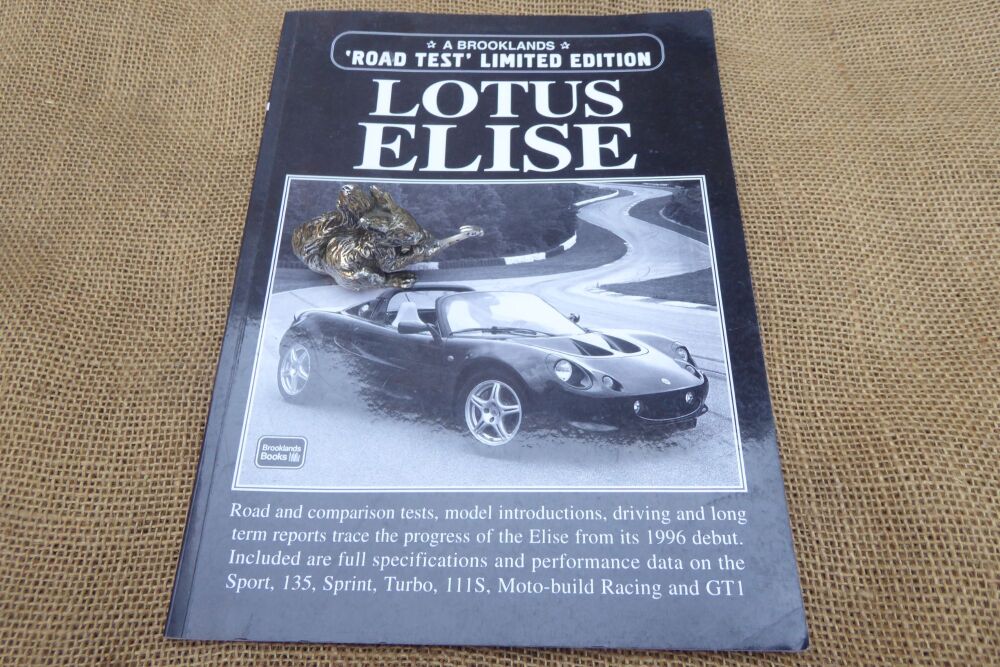 ☆ A BROOKLANDS ☆
'ROAD TEST' LIMITED EDITION
LOTUS
ELISE
Brooklands
Books
Road and comparison tests, model introductions, driving and long
term reports trace the progress of the Elise from its 1996 debut.
Included are full specifications and performance data on the
Sport, 135, Sprint, Turbo, 111S, Moto-build Racing and GT1